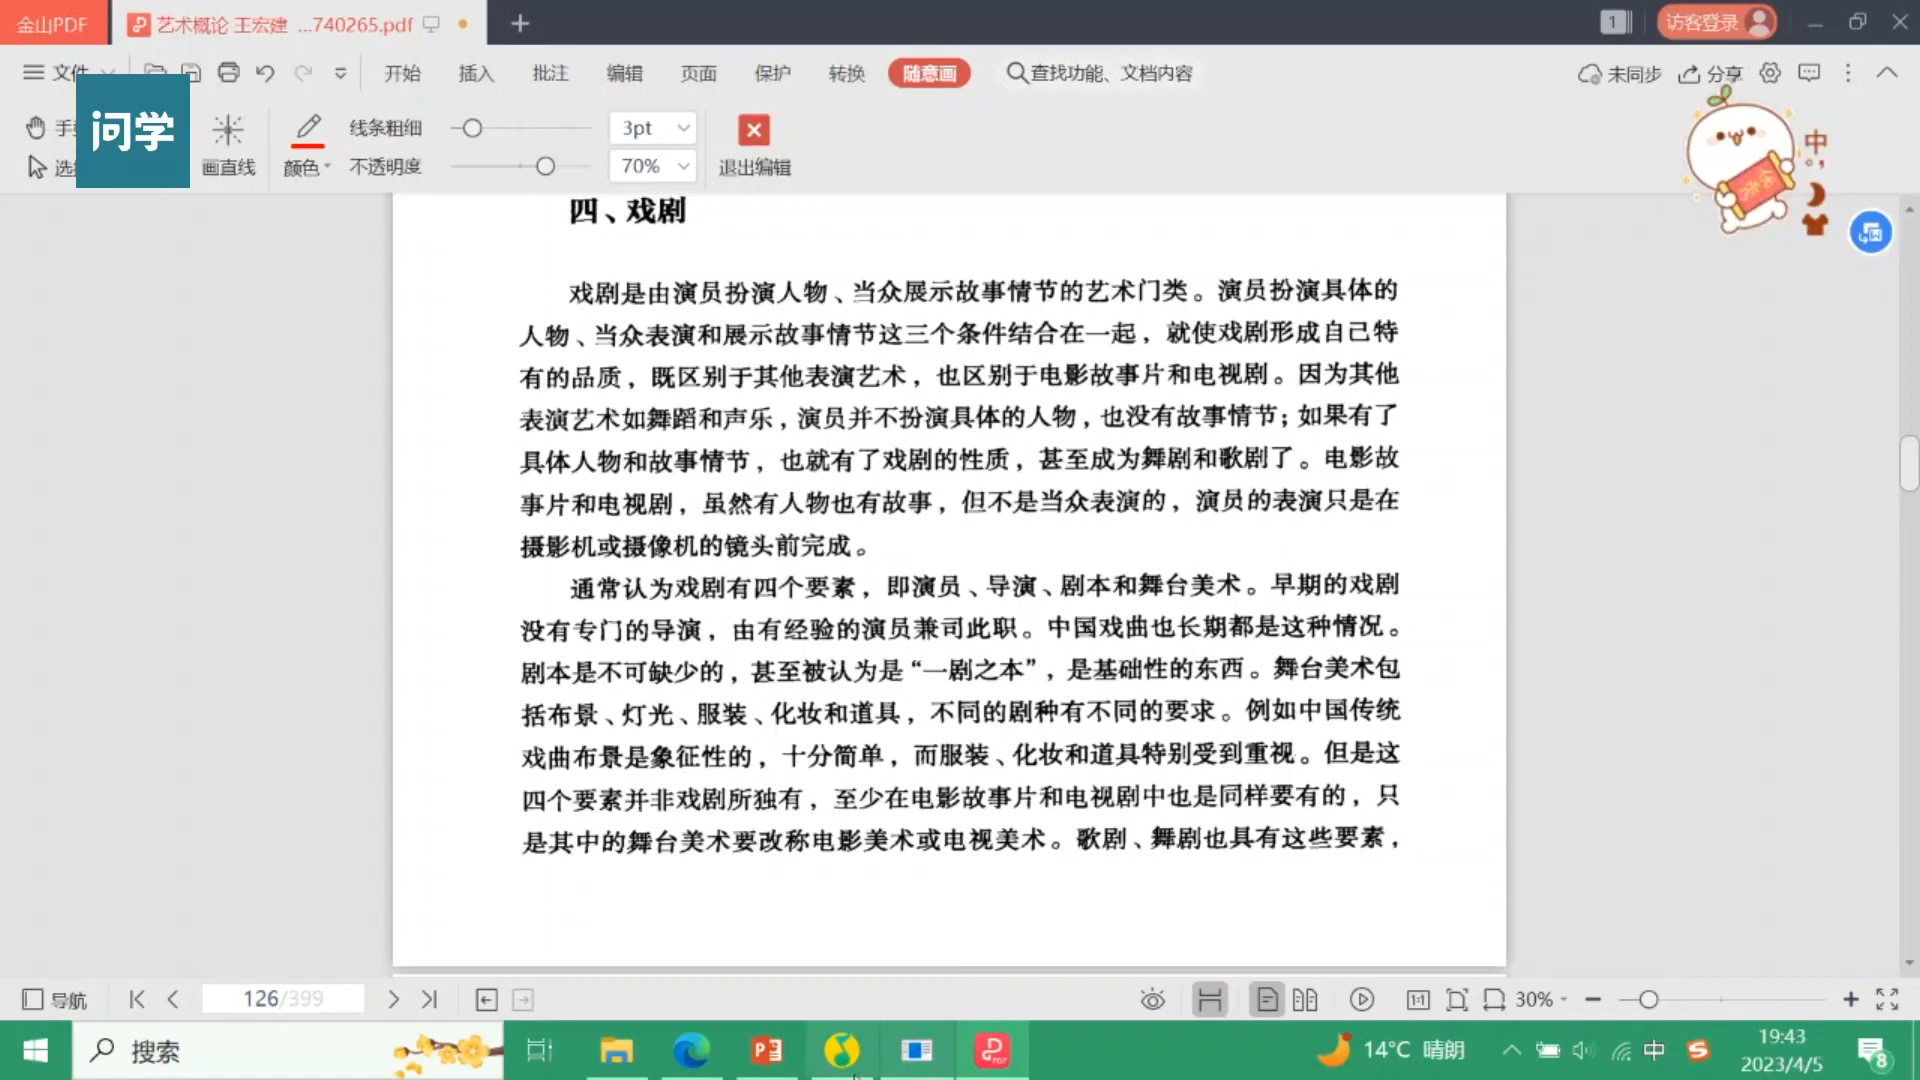 金山PDF
艺术概论 王宏建 ...740265.pdf
1
访客登录
文件
开始
插入
批注
编辑
页面
保护
转换
随意画
查找功能、文档内容
未同步
分享
问学
画直线
颜色
线条粗细
3pt
不透明度
70%
退出编辑
中
四、戏剧
戏剧是由演员扮演人物、当众展示故事情节的艺术门类。演员扮演具体的
人物、当众表演和展示故事情节这三个条件结合在一起，就使戏剧形成自己特
有的品质，既区别于其他表演艺术，也区别于电影故事片和电视剧。因为其他
表演艺术如舞蹈和声乐，演员并不扮演具体的人物，也没有故事情节；如果有了
具体人物和故事情节，也就有了戏剧的性质，甚至成为舞剧和歌剧了。电影故
事片和电视剧，虽然有人物也有故事，但不是当众表演的，演员的表演只是在
摄影机或摄像机的镜头前完成。
通常认为戏剧有四个要素，即演员、导演、剧本和舞台美术。早期的戏剧
没有专门的导演，由有经验的演员兼司此职。中国戏曲也长期都是这种情况。
剧本是不可缺少的，甚至被认为是“一剧之本”，是基础性的东西。舞台美术包
括布景、灯光、服装、化妆和道具，不同的剧种有不同的要求。例如中国传统
戏曲布景是象征性的，十分简单，而服装、化妆和道具特别受到重视。但是这
四个要素并非戏剧所独有，至少在电影故事片和电视剧中也是同样要有的，只
是其中的舞台美术要改称电影美术或电视美术。歌剧、舞剧也具有这些要素，
导航
126/399
1:1
30%
搜索
14°C 晴朗
中
19:43
2023/4/5
8